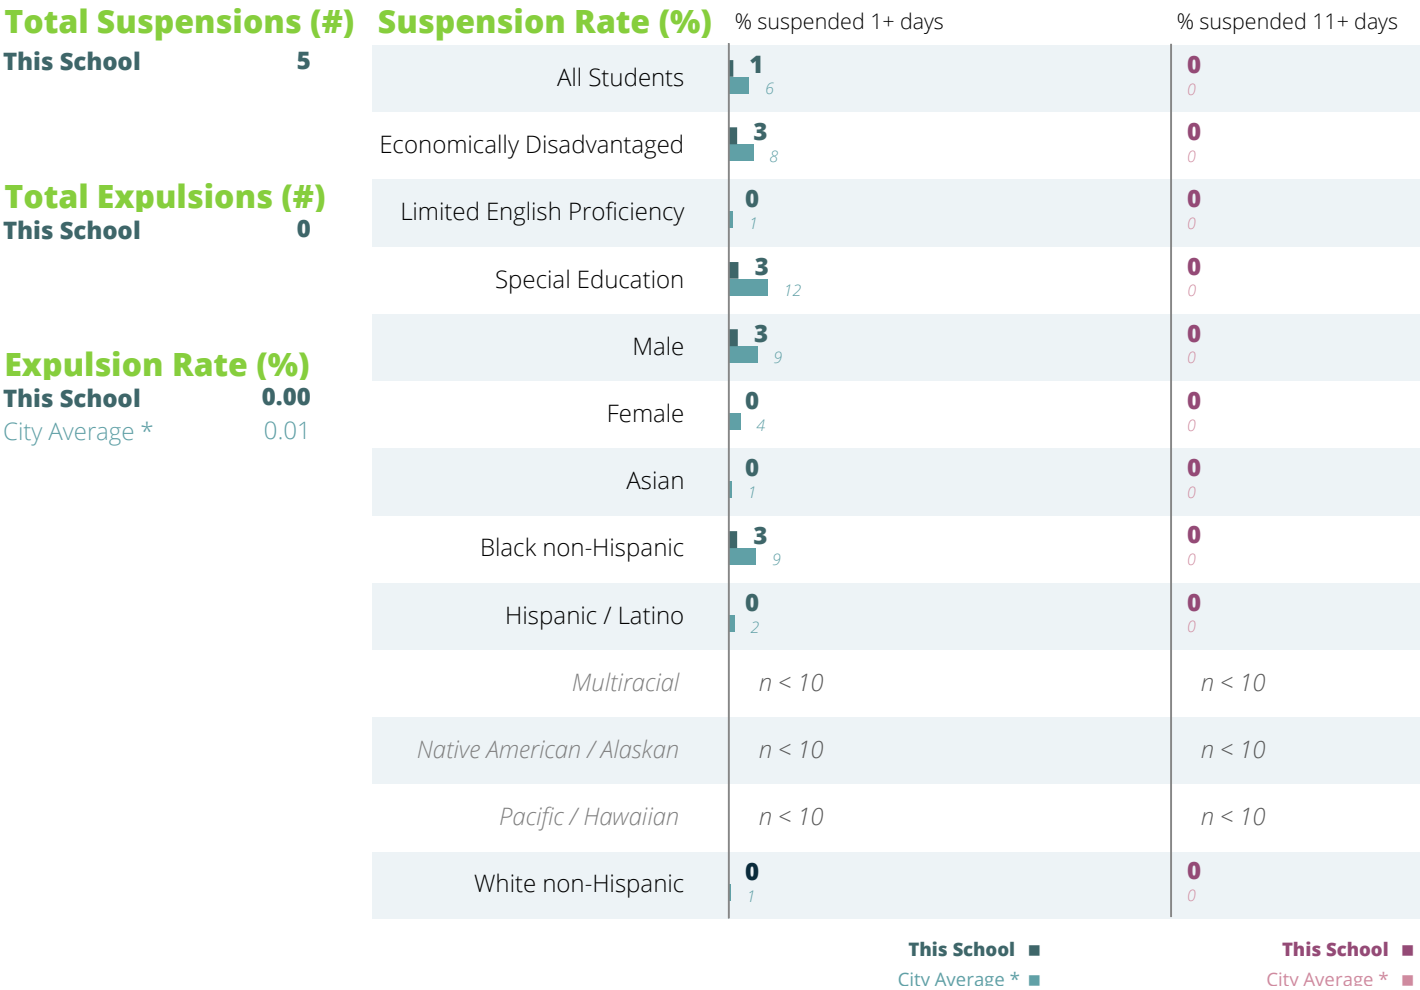 Total Suspensions (#)
This School 5
Total Expulsions (#)
This School 0
Expulsion Rate (%)
This School 0.00
City Average * 0.01
Suspension Rate (%) % suspended 1+ days % suspended 11+ days
All Students 1 0
6 0
Economically Disadvantaged 3 0
8 0
Limited English Proficiency 0 0
1 0
Special Education 3 0
12 0
Male 3 0
9 0
Female 0 0
4 0
Asian 0 0
1 0
Black non-Hispanic 3 0
9 0
Hispanic / Latino 0 0
2 0
Multiracial n < 10 n < 10
Native American / Alaskan n < 10 n < 10
Pacific / Hawaiian n < 10 n < 10
White non-Hispanic 0 0
1 0
This School This School
City Average * City Average *